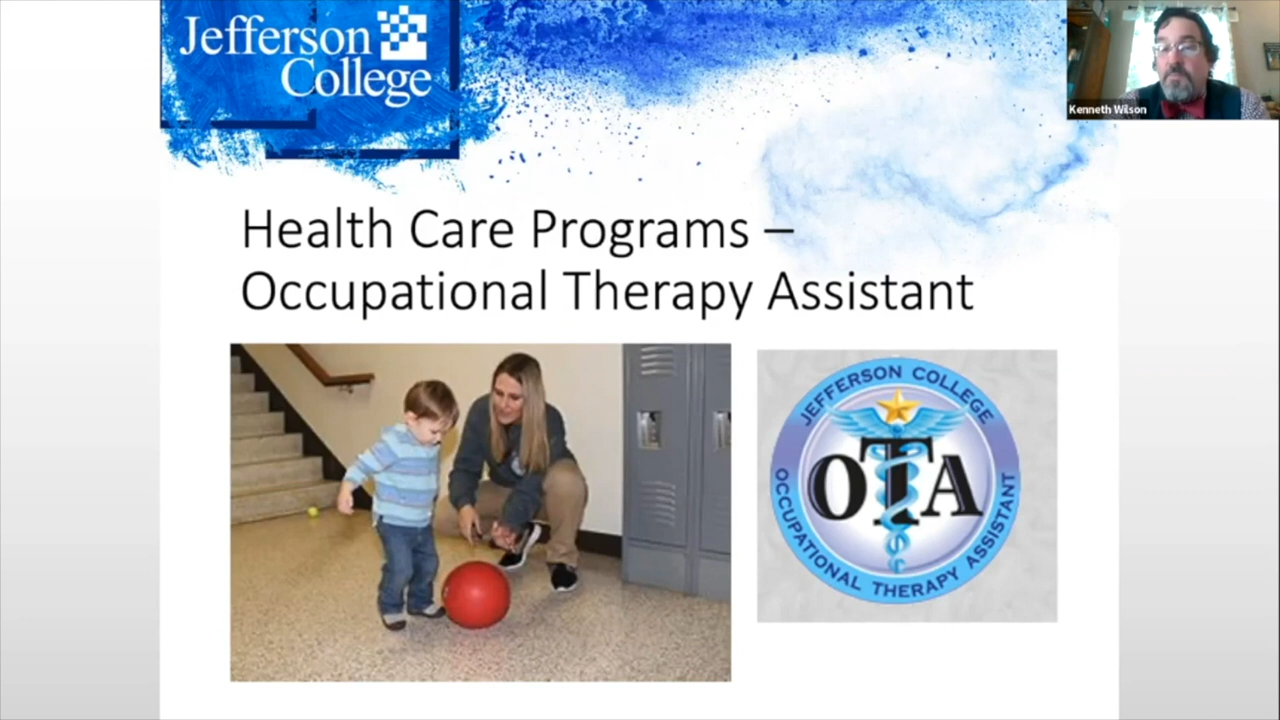 Jefferson
College
Kenneth Wilson
Health Care Programs –
Occupational Therapy Assistant
JEFFERSON COLLEGE
OTA
OCCUPATIONAL THERAPY ASSISTANT